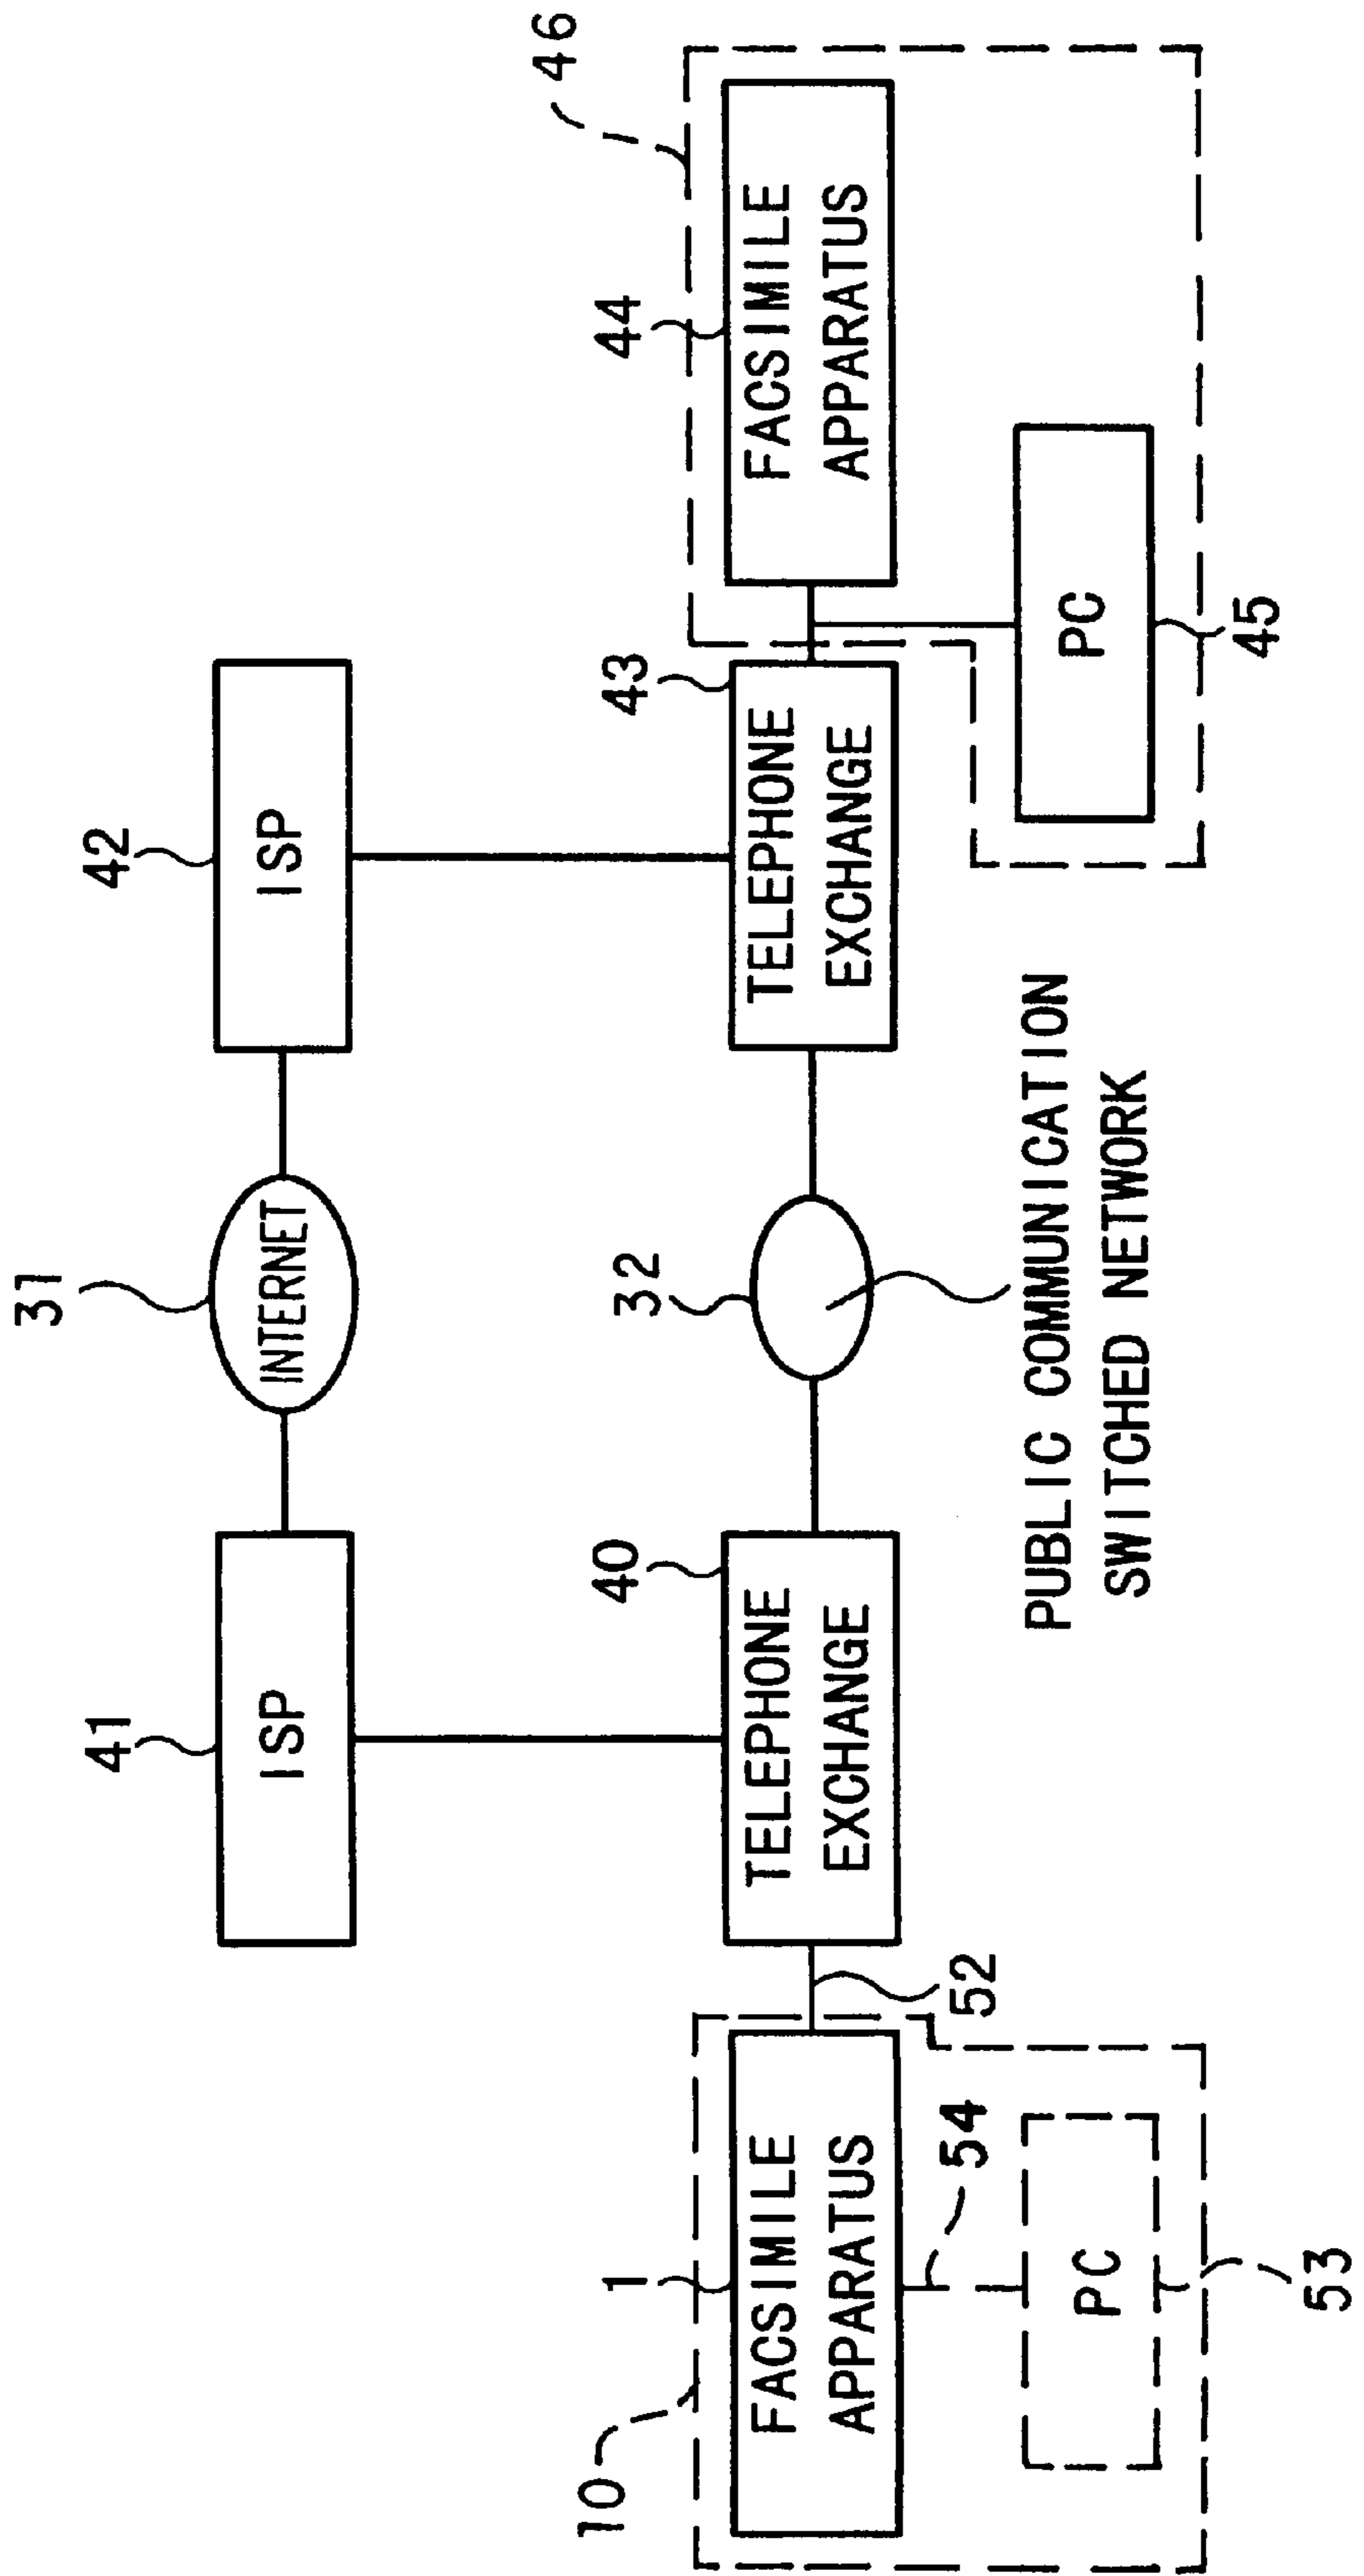 31
41
ISP
INTERNET
42
ISP
40
TELEPHONE
EXCHANGE
32
43
TELEPHONE
EXCHANGE
44
FACSIMILE
APPARATUS
46
10
1
FACSIMILE
APPARATUS
52
54
PC
53
PUBLIC COMMUNICATION
SWITCHED NETWORK
PC
45